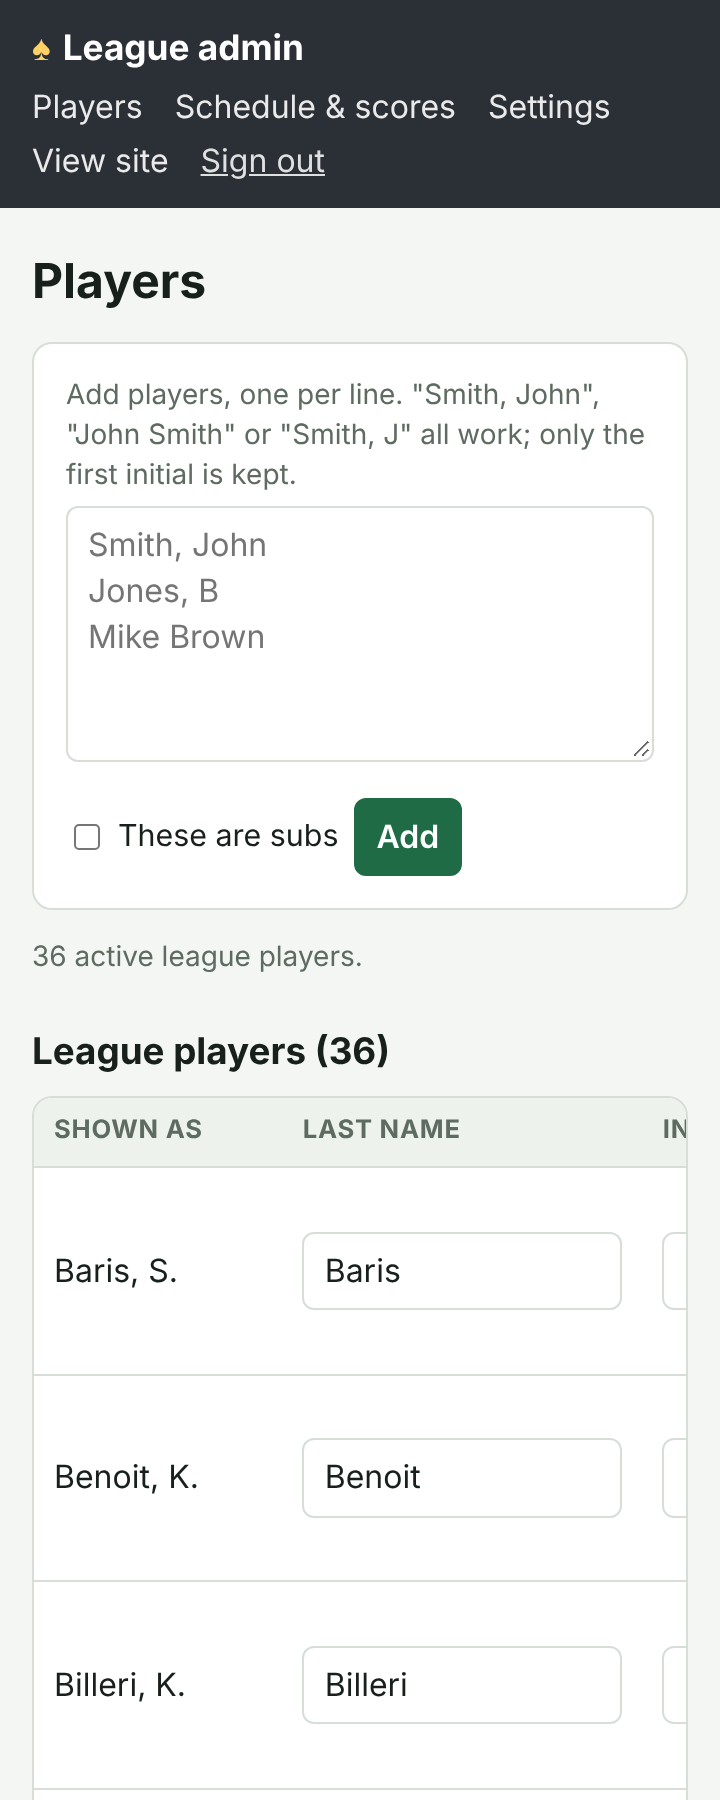 ♠ League admin
Players Schedule & scores Settings
View site Sign out
Players
Add players, one per line. "Smith, John",
"John Smith" or "Smith, J" all work; only the
first initial is kept.
Smith, John
Jones, B
Mike Brown
These are subs Add
36 active league players.
League players (36)
SHOWN AS LAST NAME IN
Baris, S. Baris
Benoit, K. Benoit
Billeri, K. Billeri